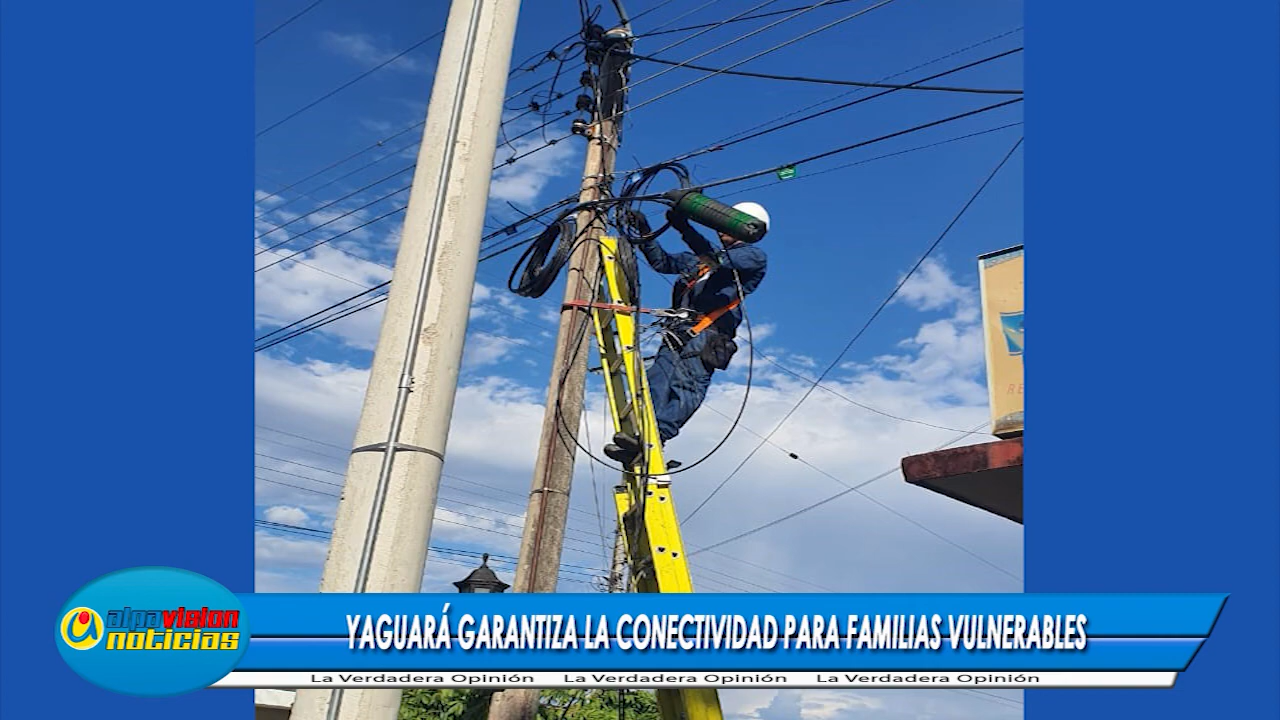 alpavision
noticias
YAGUARÁ GARANTIZA LA CONECTIVIDAD PARA FAMILIAS VULNERABLES
La Verdadera Opinión La Verdadera Opinión La Verdadera Opinión